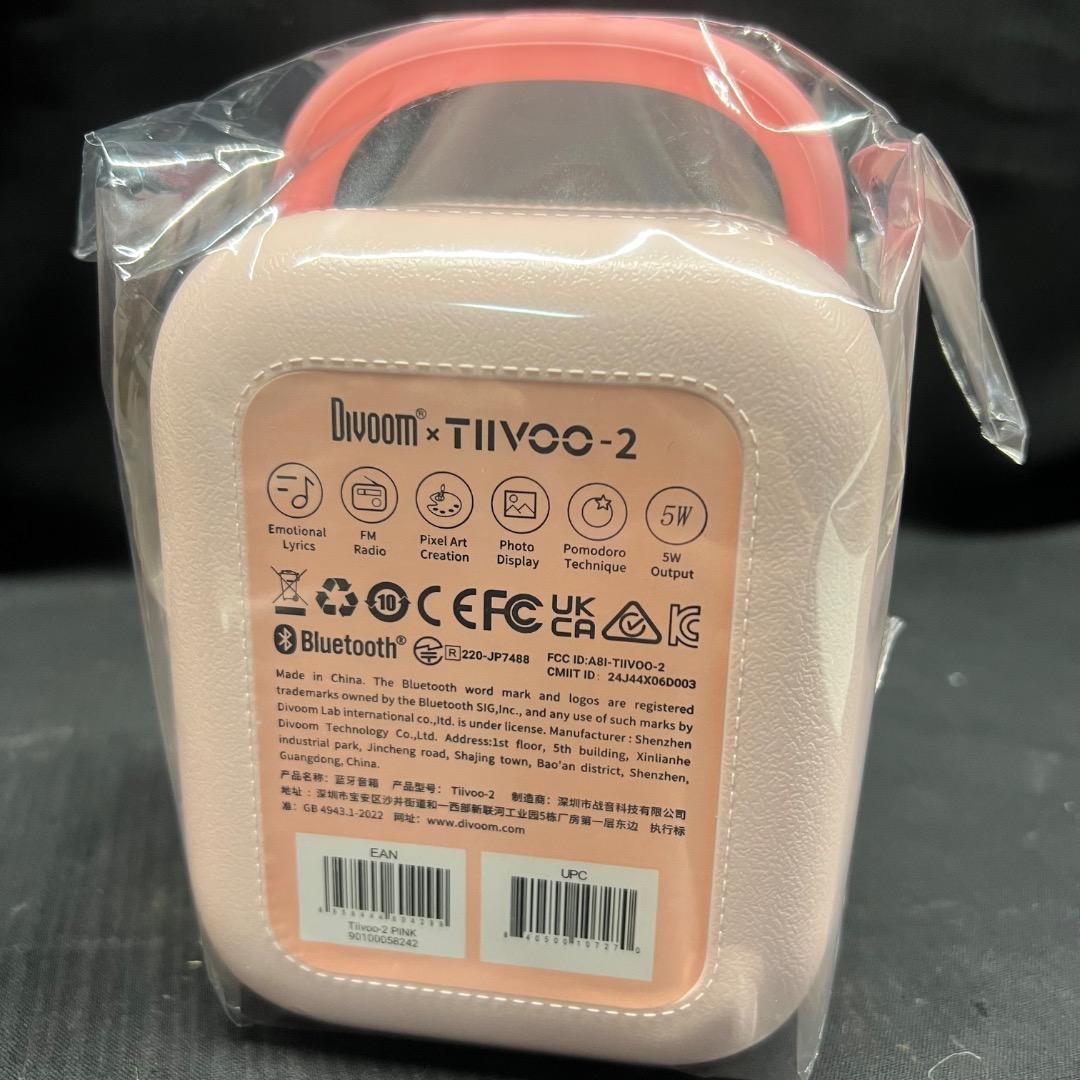 Divoom® × TIIVOO-2
Emotional Lyrics
FM Radio
Pixel Art Creation
Photo Display
Pomodoro Technique
5W
5W Output
10
CE FC UK CA
Bluetooth®
R 220-JP7488
FCC ID:A8I-TIIVOO-2
CMIIT ID: 24J44X06D003
Made in China. The Bluetooth word mark and logos are registered
trademarks owned by the Bluetooth SIG,Inc., and any use of such marks by
Divoom Lab international co.,ltd. is under license. Manufacturer : Shenzhen
Divoom Technology Co.,Ltd. Address:1st floor, 5th building, Xinlianhe
industrial park, Jincheng road, Shajing town, Bao'an district, Shenzhen,
Guangdong, China.
产品名称: 蓝牙音箱 产品型号: Tiivoo-2 制造商: 深圳市战音科技有限公司
地址: 深圳市宝安区沙井街道和一西部新联河工业园5栋厂房第一层东边 执行标
准: GB 4943.1-2022 网址: www.divoom.com
EAN
Tiivoo-2 PINK
90100058242
UPC
8 40500 10727 0